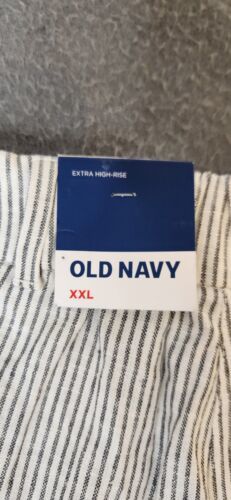 EXTRA HIGH-RISE
OLD NAVY
XXL